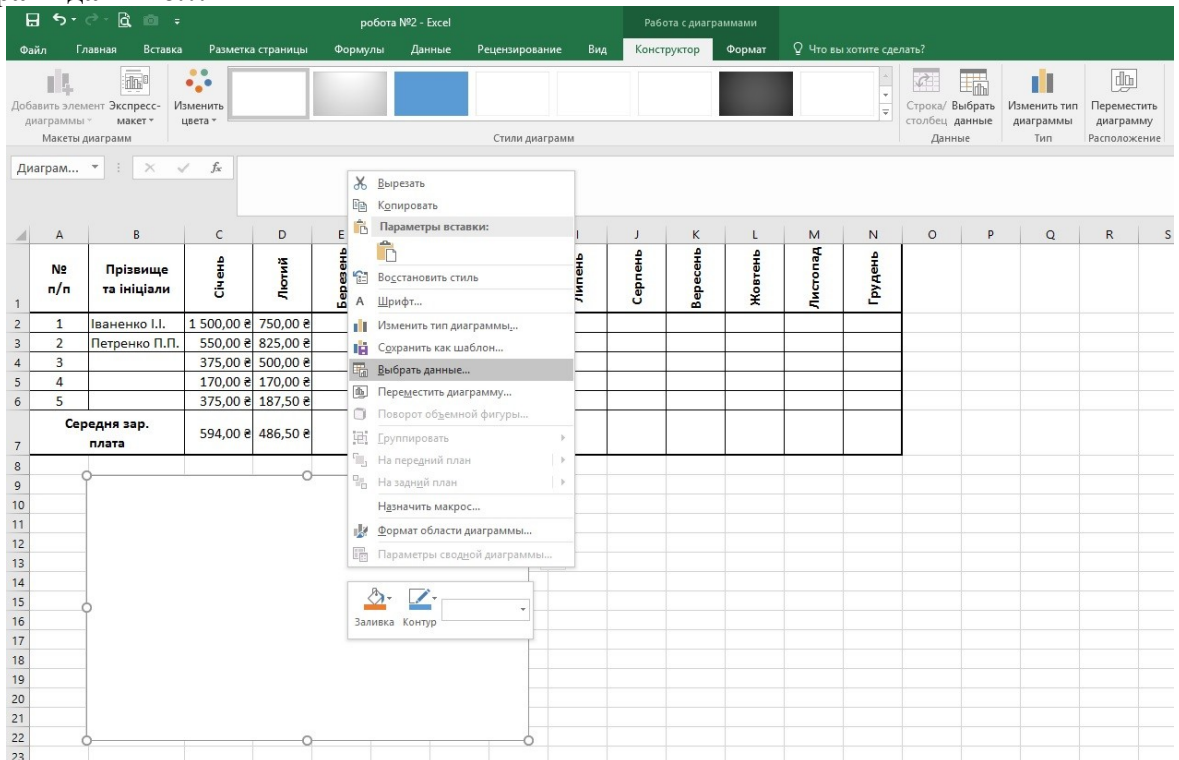 робота №2 - Excel
Работа с диаграммами
Файл Главная Вставка Разметка страницы Формулы Данные Рецензирование Вид Конструктор Формат Что вы хотите сделать?
Добавить элемент диаграммы
Экспресс-макет
Изменить цвета
Строка/столбец
Выбрать данные
Изменить тип диаграммы
Переместить диаграмму
Макеты диаграмм Стили диаграмм Данные Тип Расположение
Диаграм... fx
Вырезать
Копировать
Параметры вставки:
Восстановить стиль
Шрифт...
Изменить тип диаграммы...
Сохранить как шаблон...
Выбрать данные...
Переместить диаграмму...
Поворот объемной фигуры...
Группировать
На передний план
На задний план
Назначить макрос...
Формат области диаграммы...
Параметры сводной диаграммы...
Заливка Контур
A B C D E I J K L M N O P Q R S
1 № п/п Прізвище та ініціали Січень Лютий Березень Липень Серпень Вересень Жовтень Листопад Грудень
2 1 Іваненко І.І. 1 500,00 ₴ 750,00 ₴
3 2 Петренко П.П. 550,00 ₴ 825,00 ₴
4 3 375,00 ₴ 500,00 ₴
5 4 170,00 ₴ 170,00 ₴
6 5 375,00 ₴ 187,50 ₴
7 Середня зар. плата 594,00 ₴ 486,50 ₴
8
9
10
11
12
13
14
15
16
17
18
19
20
21
22
23